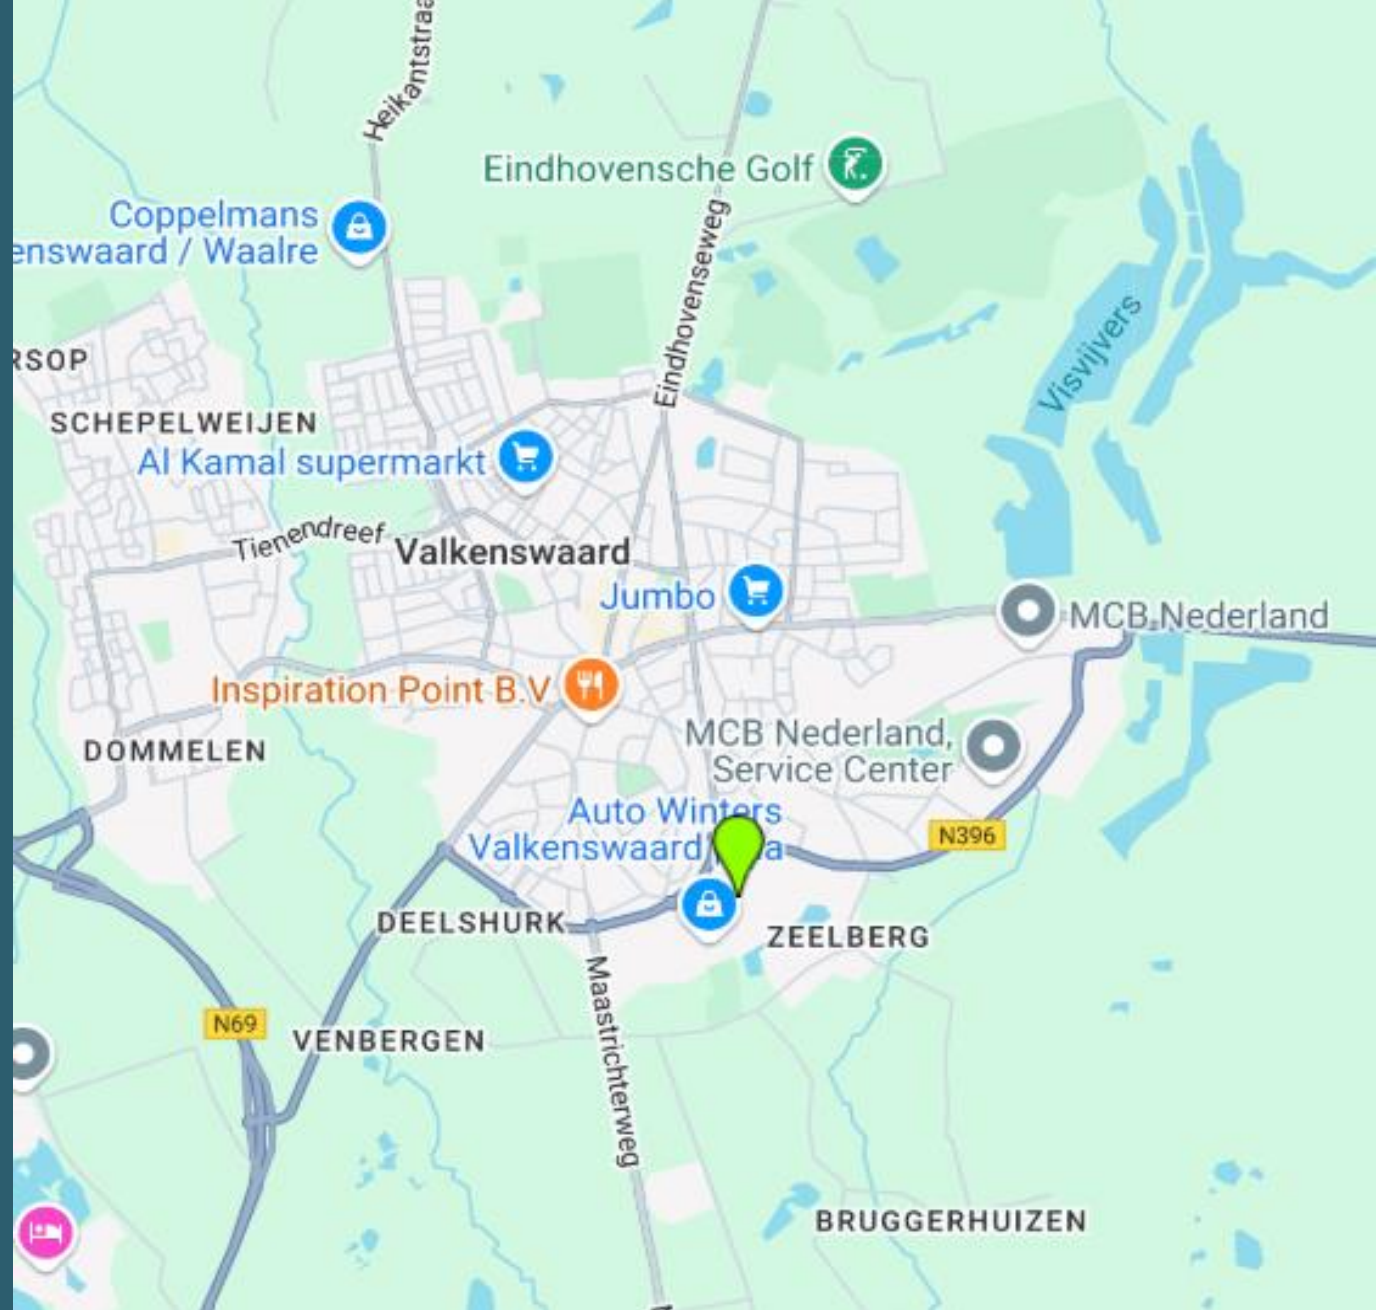 Heikantstraa
Eindhovensche Golf
Coppelmans
enswaard / Waalre
Eindhovenseweg
Visvijvers
RSOP
SCHEPELWEIJEN
Al Kamal supermarkt
Tienendreef
Valkenswaard
Jumbo
MCB Nederland
Inspiration Point B.V
MCB Nederland,
Service Center
DOMMELEN
Auto Winters
Valkenswaard
N396
DEELSHURK
ZEELBERG
Maastrichterweg
N69
VENBERGEN
BRUGGERHUIZEN